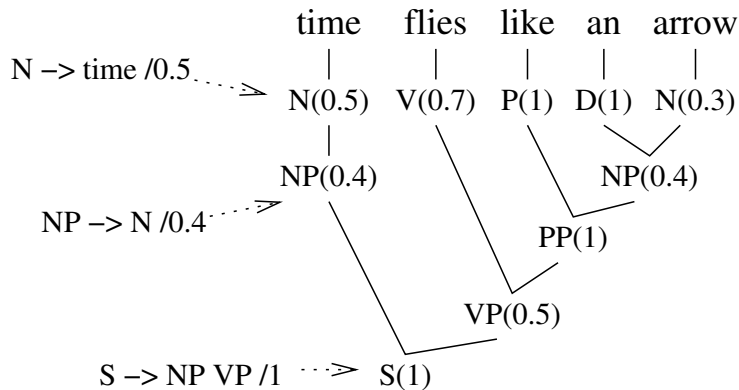 time flies like an arrow
N −> time /0.5
N(0.5) V(0.7) P(1) D(1) N(0.3)
NP(0.4) NP(0.4)
NP −> N /0.4
PP(1)
VP(0.5)
S −> NP VP /1 S(1)